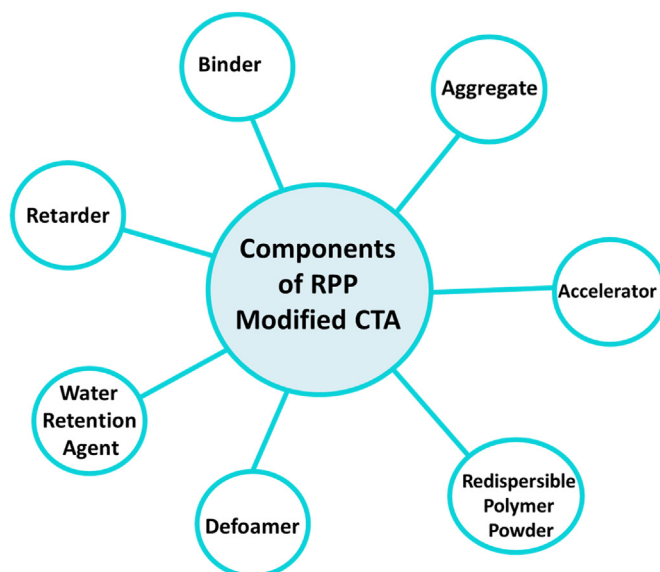 Components
of RPP
Modified CTA
Binder
Aggregate
Accelerator
Redispersible
Polymer
Powder
Defoamer
Water
Retention
Agent
Retarder